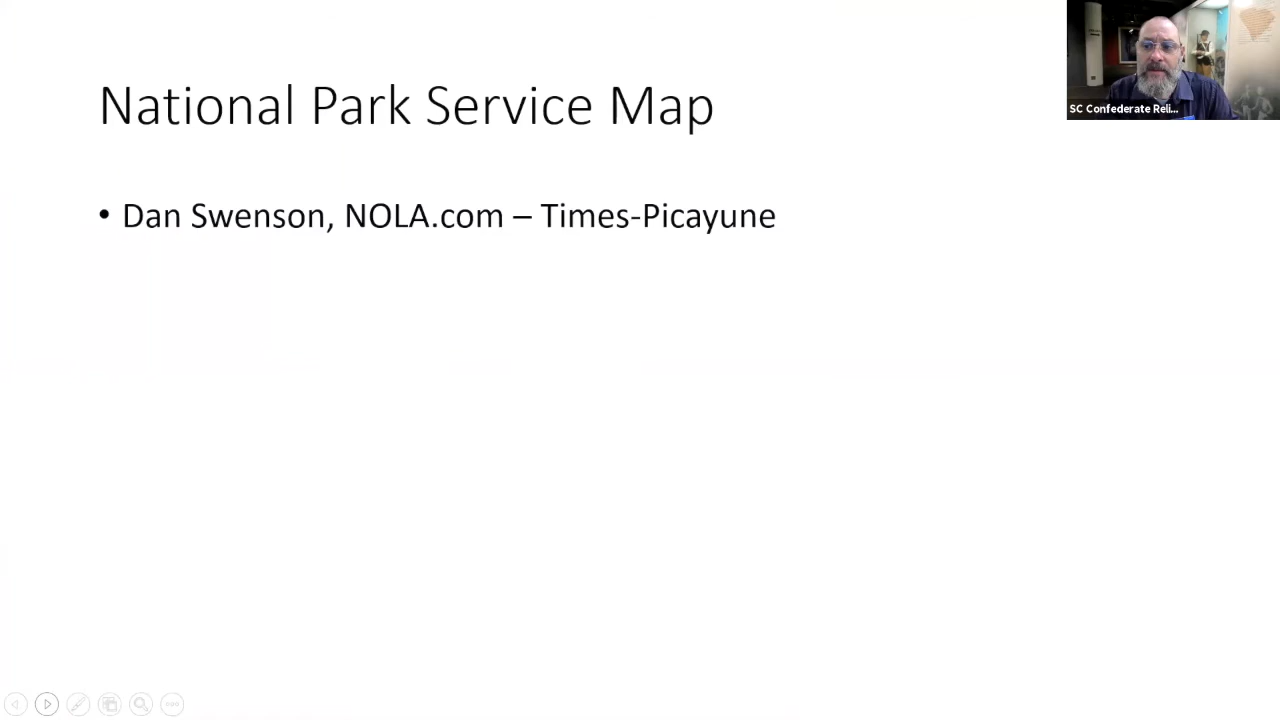 National Park Service Map
SC Confederate Reli...
• Dan Swenson, NOLA.com – Times-Picayune